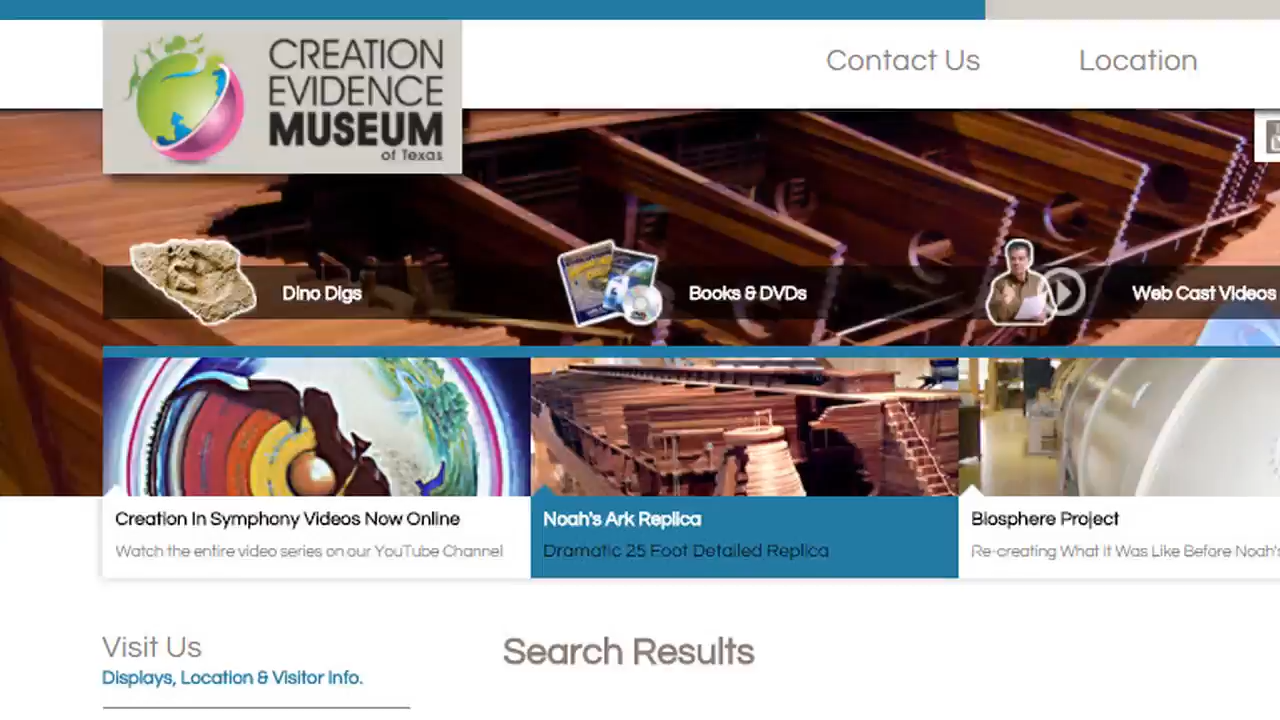 CREATION
EVIDENCE
MUSEUM
of Texas
Contact Us
Location
Dino Digs
Books & DVDs
Web Cast Videos
Creation In Symphony Videos Now Online
Watch the entire video series on our YouTube Channel
Noah's Ark Replica
Dramatic 25 Foot Detailed Replica
Biosphere Project
Re-creating What it Was Like Before Noah's
Visit Us
Displays, Location & Visitor Info.
Search Results